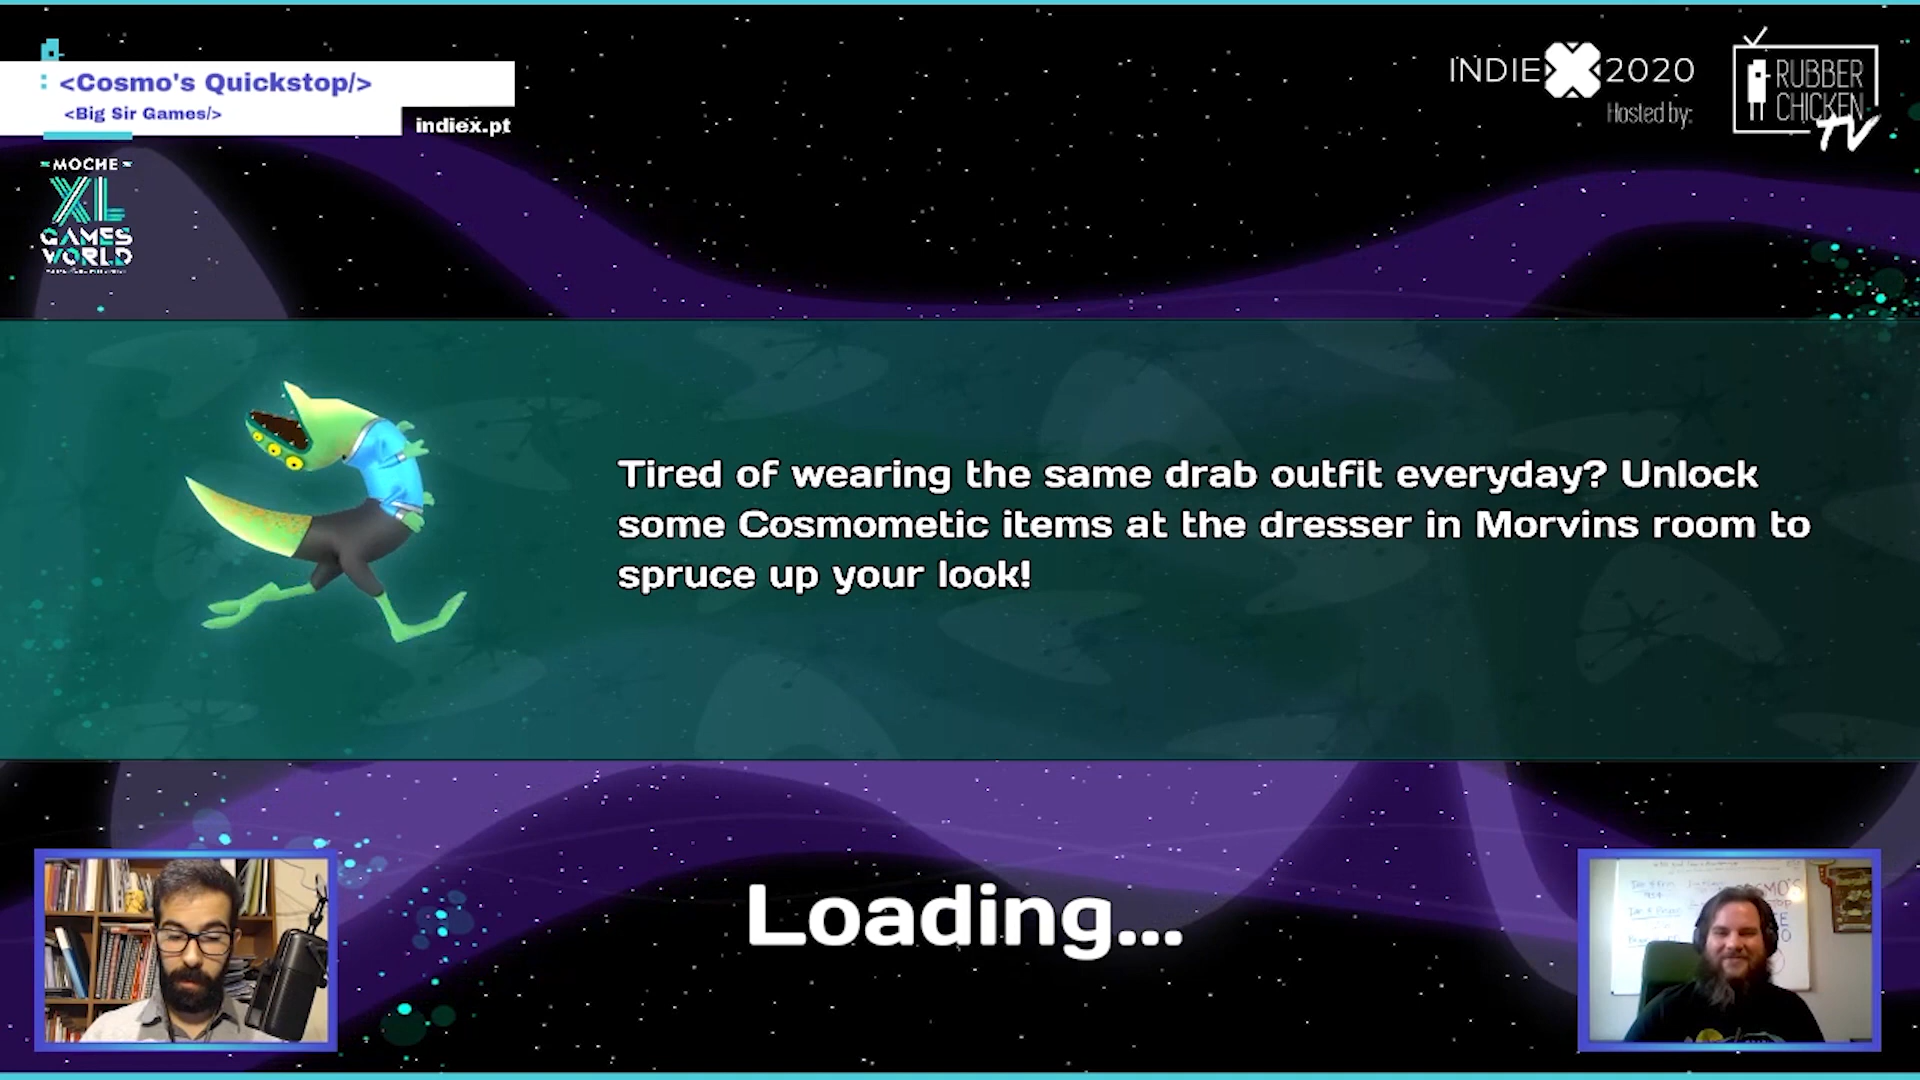 <Cosmo's Quickstop/>
<Big Sir Games/>
indiex.pt
MOCHE
XL
GAMES
WORLD
INDIE X 2020
Hosted by:
RUBBER
CHICKEN
TV
Tired of wearing the same drab outfit everyday? Unlock
some Cosmometic items at the dresser in Morvins room to
spruce up your look!
Loading...